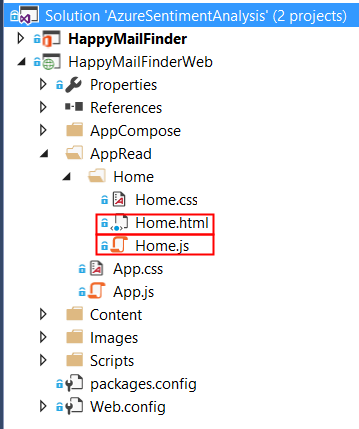 Solution 'AzureSentimentAnalysis' (2 projects)
HappyMailFinder
HappyMailFinderWeb
Properties
References
AppCompose
AppRead
Home
Home.css
Home.html
Home.js
App.css
App.js
Content
Images
Scripts
packages.config
Web.config